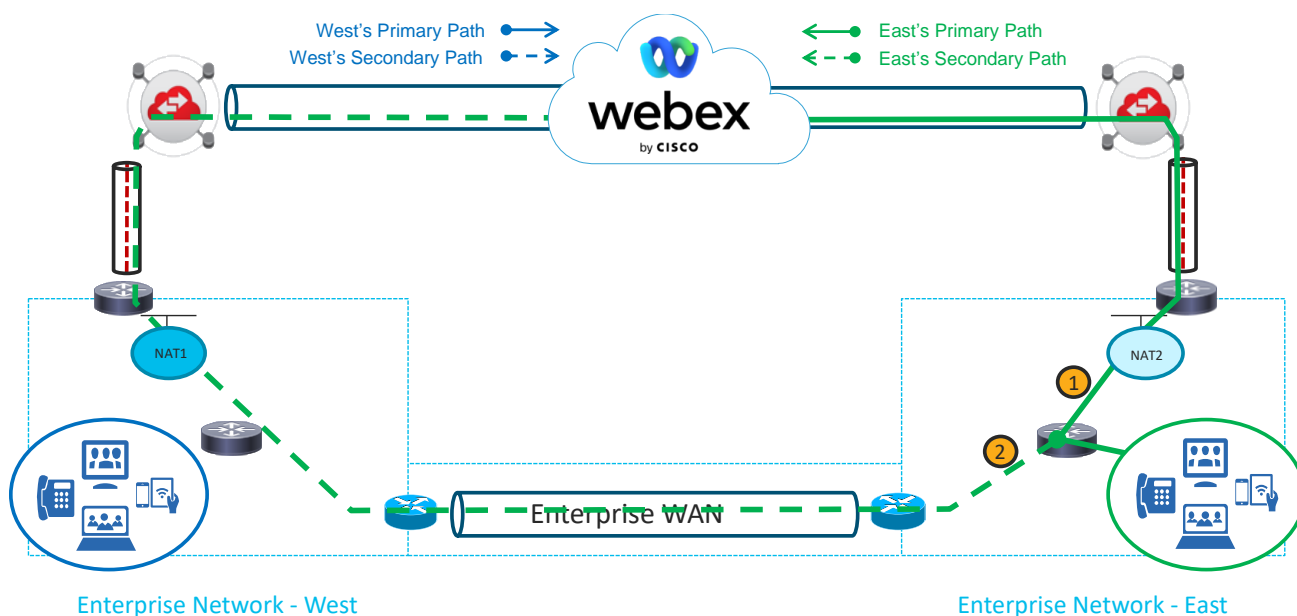 West's Primary Path
West's Secondary Path
East's Primary Path
East's Secondary Path
webex
by CISCO
NAT1
NAT2
1
2
Enterprise WAN
Enterprise Network - West
Enterprise Network - East